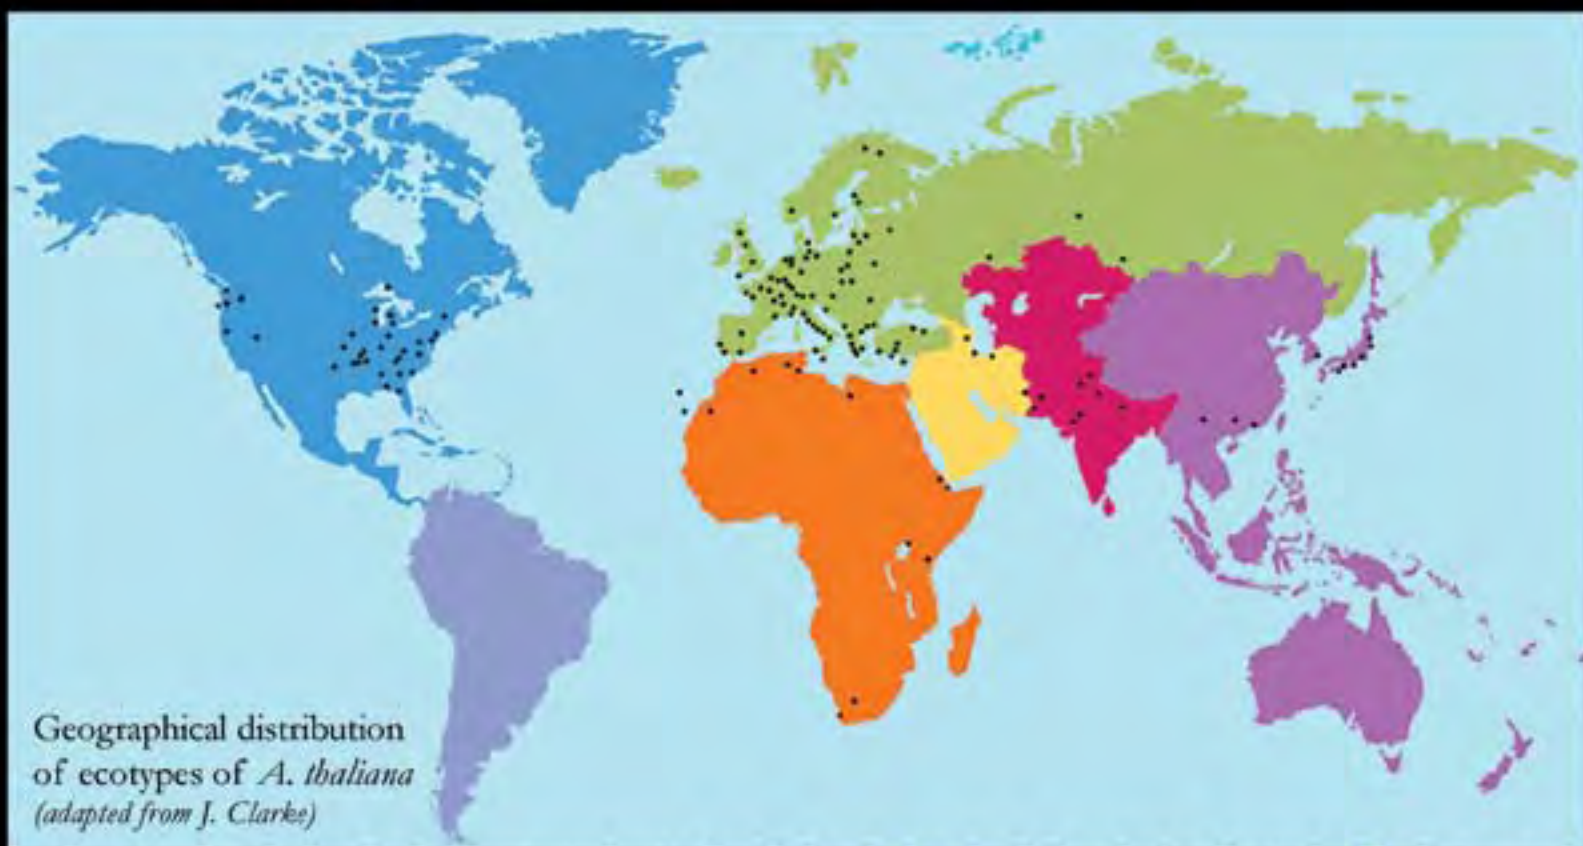 Geographical distribution
of ecotypes of A. thaliana
(adapted from J. Clarke)